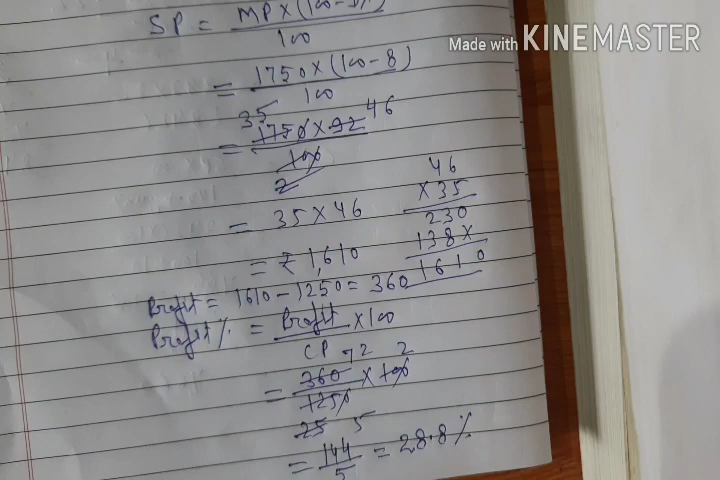 SP = MP × (100 - D%)
100
Made with KINEMASTER
= 1750 × (100 - 8)
100
35
= 1750 × 92 46
100
2
= 35 × 46
46
× 35
230
138×
1610
= ₹ 1,610
Profit = 1610 - 1250 = 360
Profit % = Profit × 100
CP
72 2
= 360 × 100
1250
25 5
= 144 = 28.8%
5